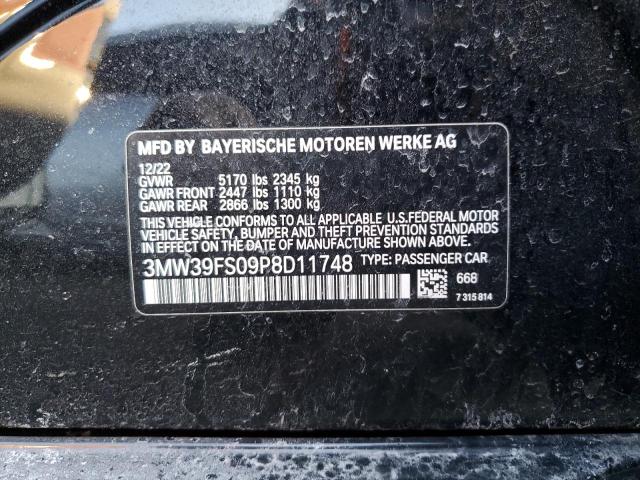 MFD BY BAYERISCHE MOTOREN WERKE AG
12/22
GVWR 5170 lbs 2345 kg
GAWR FRONT 2447 lbs 1110 kg
GAWR REAR 2866 lbs 1300 kg
THIS VEHICLE CONFORMS TO ALL APPLICABLE U.S.FEDERAL MOTOR
VEHICLE SAFETY, BUMPER AND THEFT PREVENTION STANDARDS
IN EFFECT ON THE DATE OF MANUFACTURE SHOWN ABOVE.
3MW39FS09P8D11748 TYPE: PASSENGER CAR
668
7 315 814